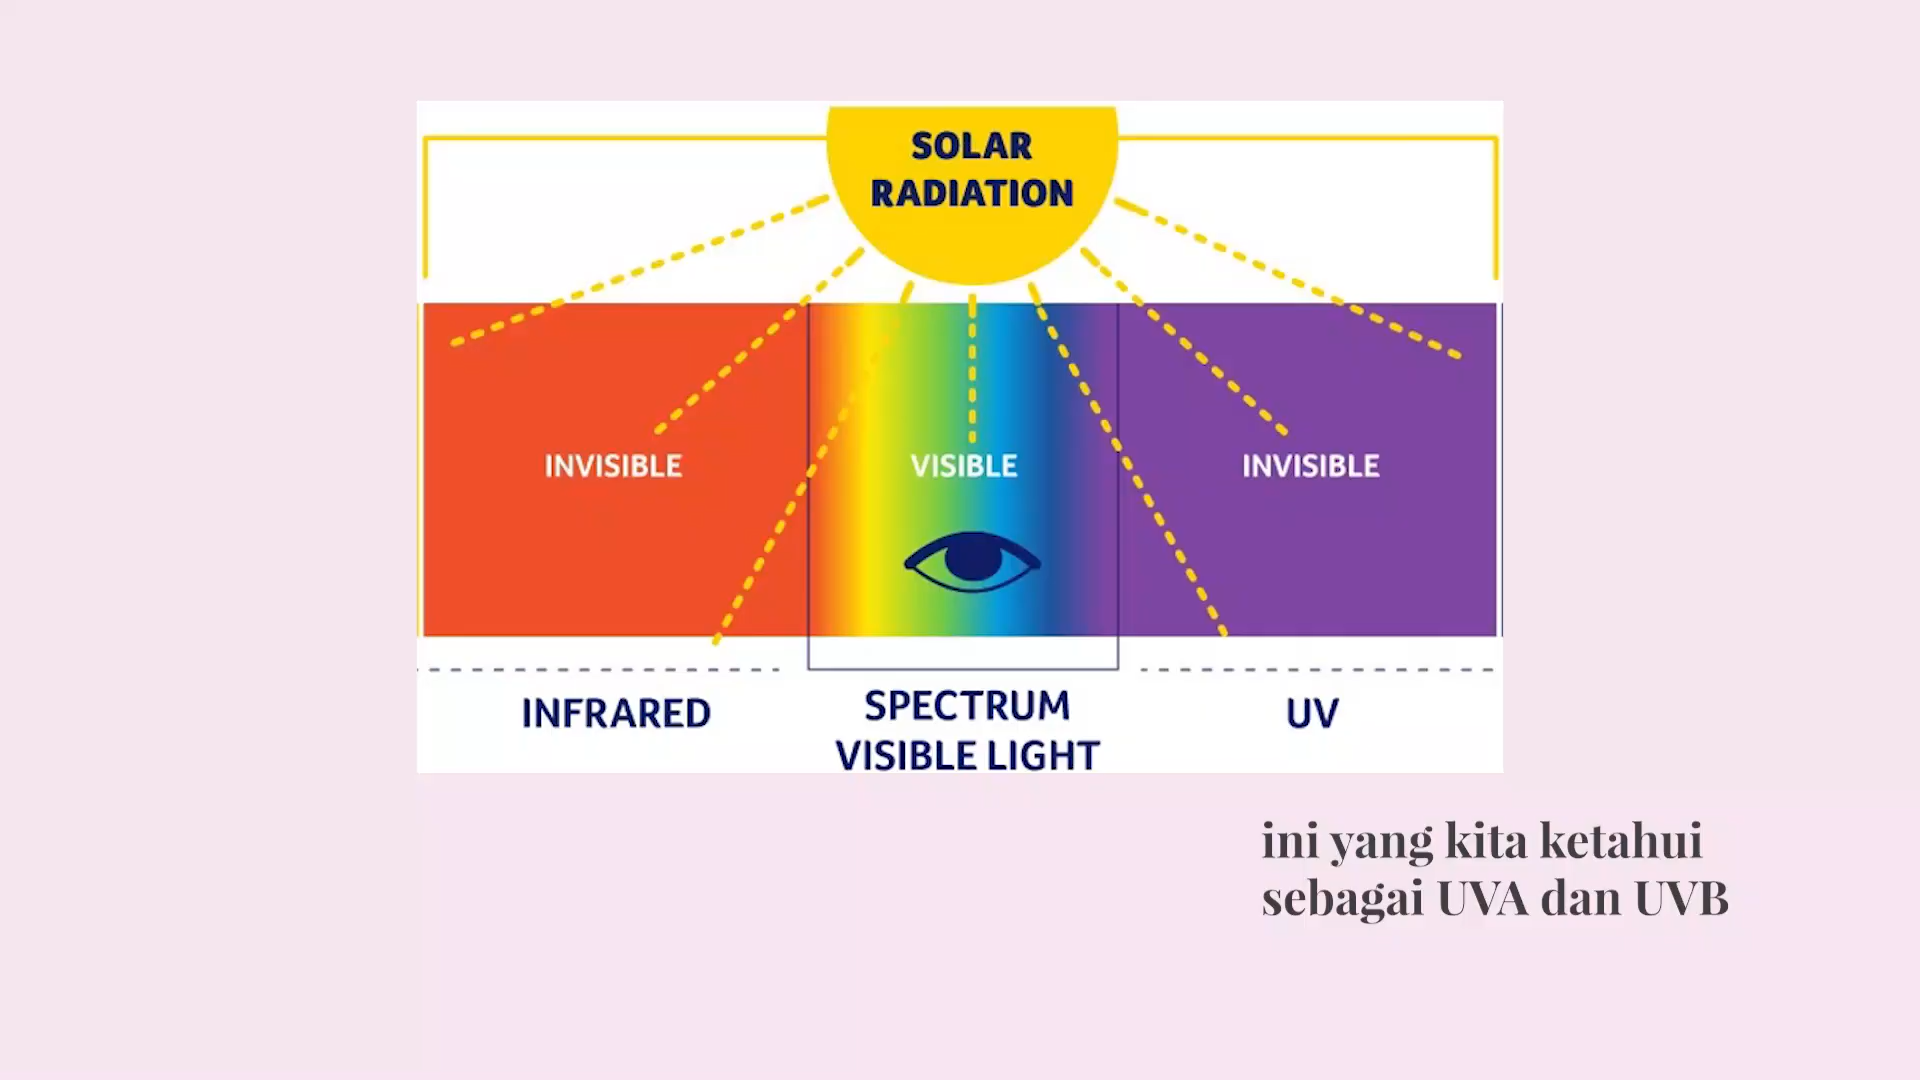 SOLAR
RADIATION
INVISIBLE
VISIBLE
INVISIBLE
INFRARED
SPECTRUM
VISIBLE LIGHT
UV
ini yang kita ketahui
sebagai UVA dan UVB